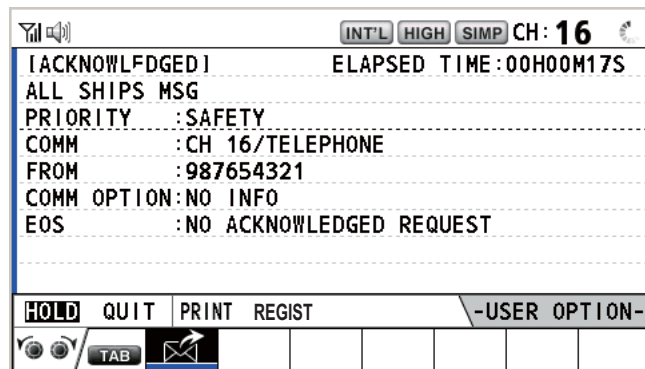 INT'L HIGH SIMP CH: 16
[ACKNOWLEDGED] ELAPSED TIME:00H00M17S
ALL SHIPS MSG
PRIORITY :SAFETY
COMM :CH 16/TELEPHONE
FROM :987654321
COMM OPTION:NO INFO
EOS :NO ACKNOWLEDGED REQUEST
HOLD QUIT PRINT REGIST -USER OPTION-
TAB